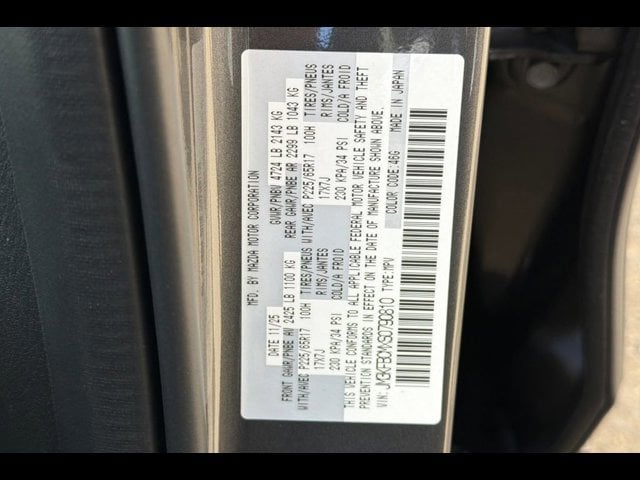 MFD. BY MAZDA MOTOR CORPORATION
DATE 11/25 GVWR/PNBV 4724 LB 2143 KG
FRONT GAWR/PNBE AV 2425 LB 1100 KG REAR GAWR/PNBE AR 2299 LB 1043 KG
WITH/AVEC P225/65R17 100H TIRES/PNEUS WITH/AVEC P225/65R17 100H TIRES/PNEUS
17X7J RIMS/JANTES 17X7J RIMS/JANTES
230 KPA/34 PSI COLD/A FROID 230 KPA/34 PSI COLD/A FROID
THIS VEHICLE CONFORMS TO ALL APPLICABLE FEDERAL MOTOR VEHICLE SAFETY AND THEFT
PREVENTION STANDARDS IN EFFECT ON THE DATE OF MANUFACTURE SHOWN ABOVE.
VIN: TYPE: MPV COLOR CODE: 46G MADE IN JAPAN